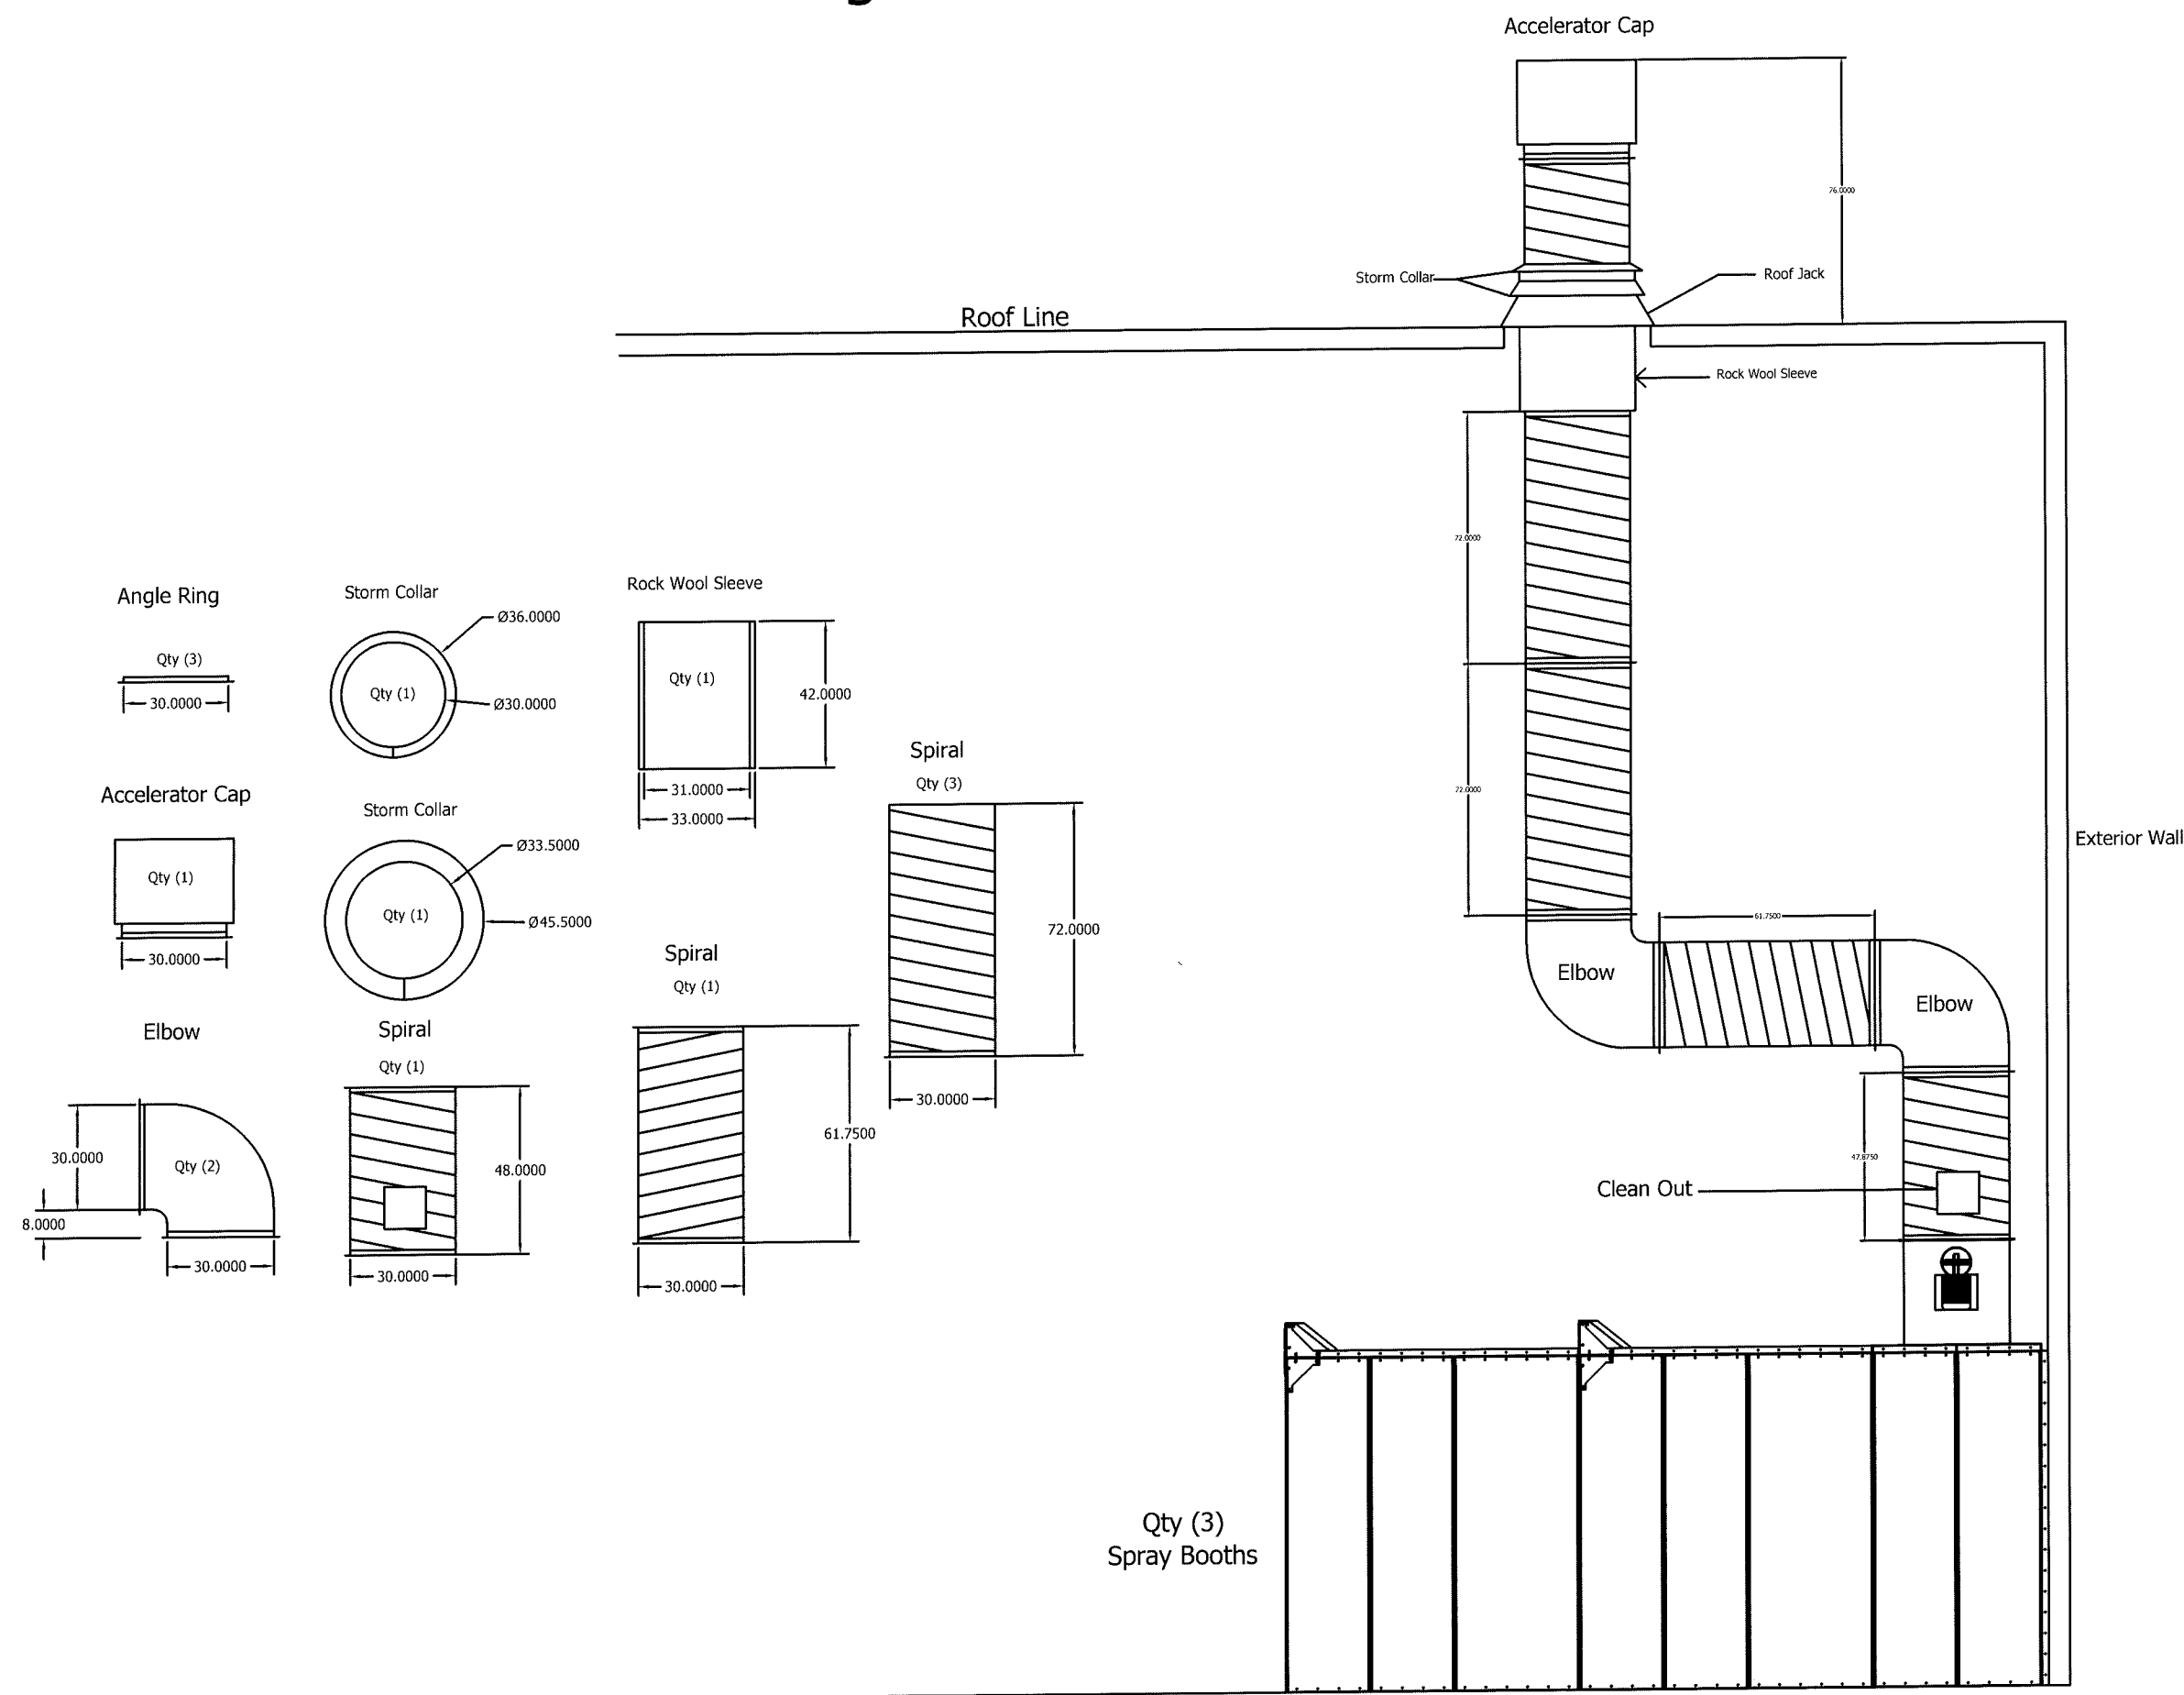 Accelerator Cap
76.0000
Storm Collar
Roof Jack
Roof Line
Rock Wool Sleeve
72.0000
72.0000
61.7500
Elbow
Elbow
47.8750
Clean Out
Exterior Wall
Qty (3)
Spray Booths
Angle Ring
Qty (3)
30.0000
Storm Collar
Ø36.0000
Qty (1)
Ø30.0000
Rock Wool Sleeve
Qty (1)
42.0000
31.0000
33.0000
Spiral
Qty (3)
72.0000
30.0000
Accelerator Cap
Qty (1)
30.0000
Storm Collar
Ø33.5000
Qty (1)
Ø45.5000
Spiral
Qty (1)
61.7500
30.0000
Elbow
30.0000
Qty (2)
8.0000
30.0000
Spiral
Qty (1)
48.0000
30.0000